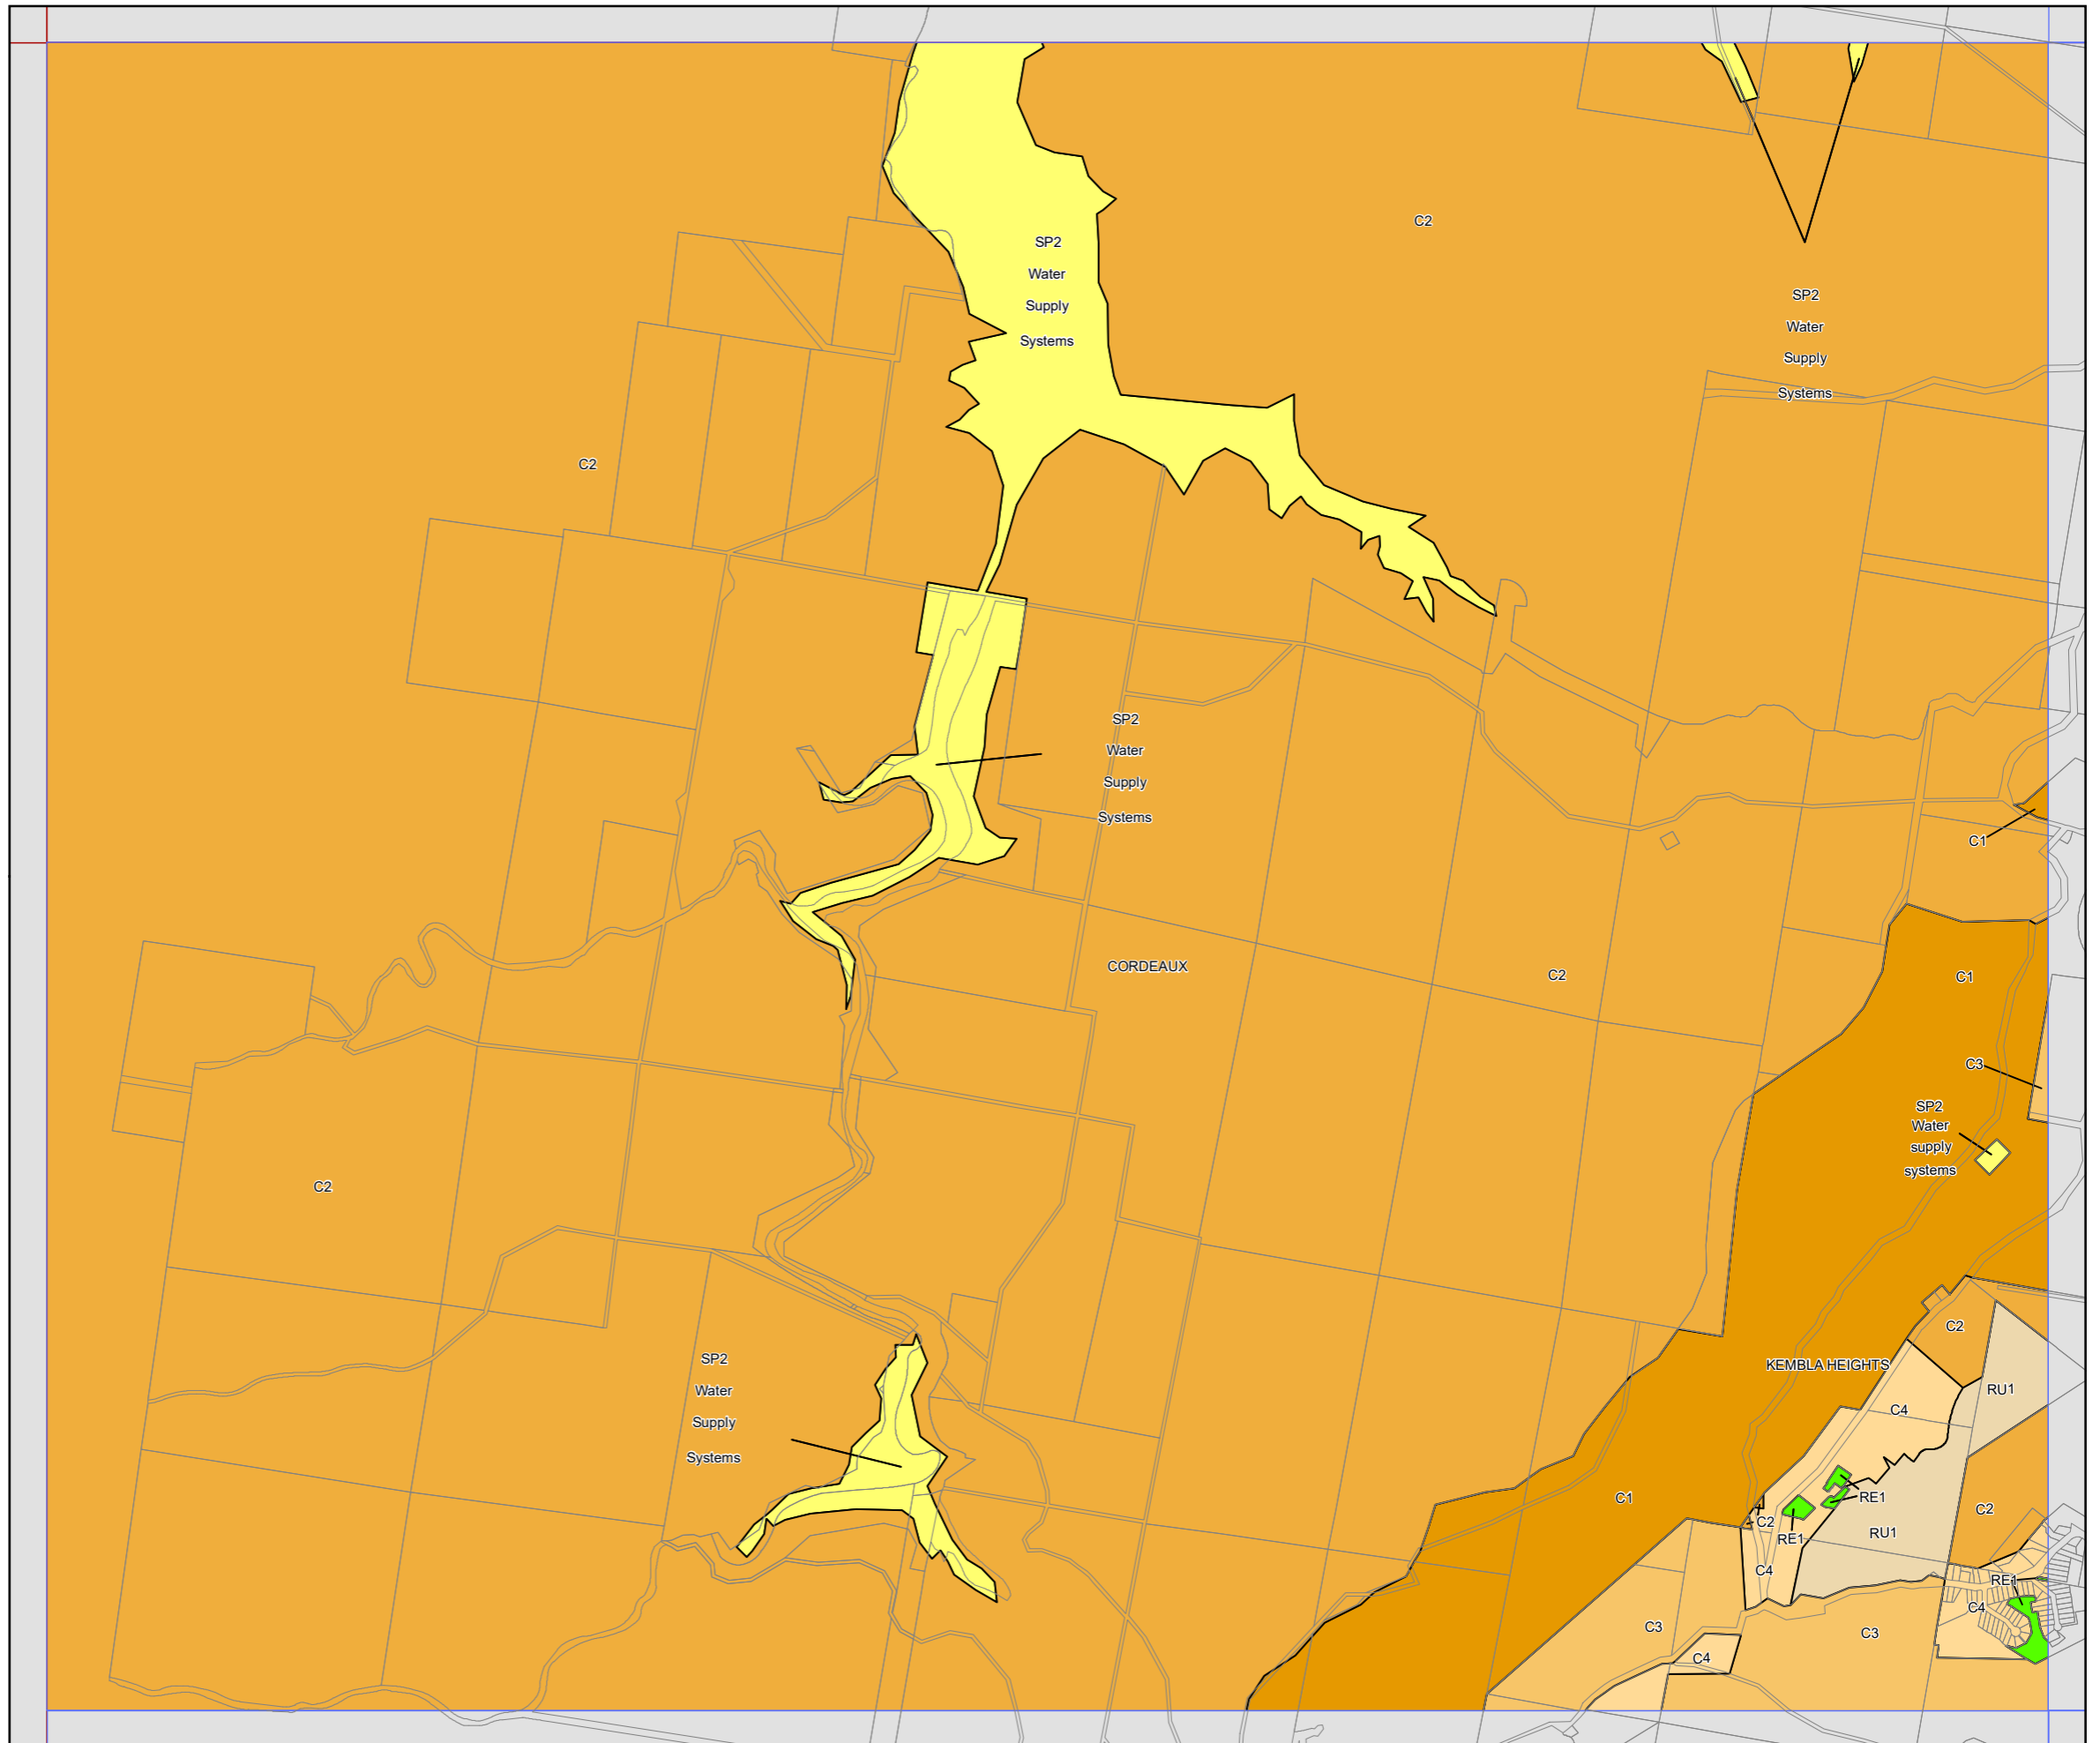 C2
SP2
Water
Supply
Systems
SP2
Water
Supply
Systems
C2
SP2
Water
Supply
Systems
C1
CORDEAUX
C2
C1
C3
SP2
Water
supply
systems
C2
C2
KEMBLA HEIGHTS
SP2
Water
Supply
Systems
RU1
C4
C1
RE1
C2
C2
RE1
RU1
C4
RE1
C4
C3
C3
C4